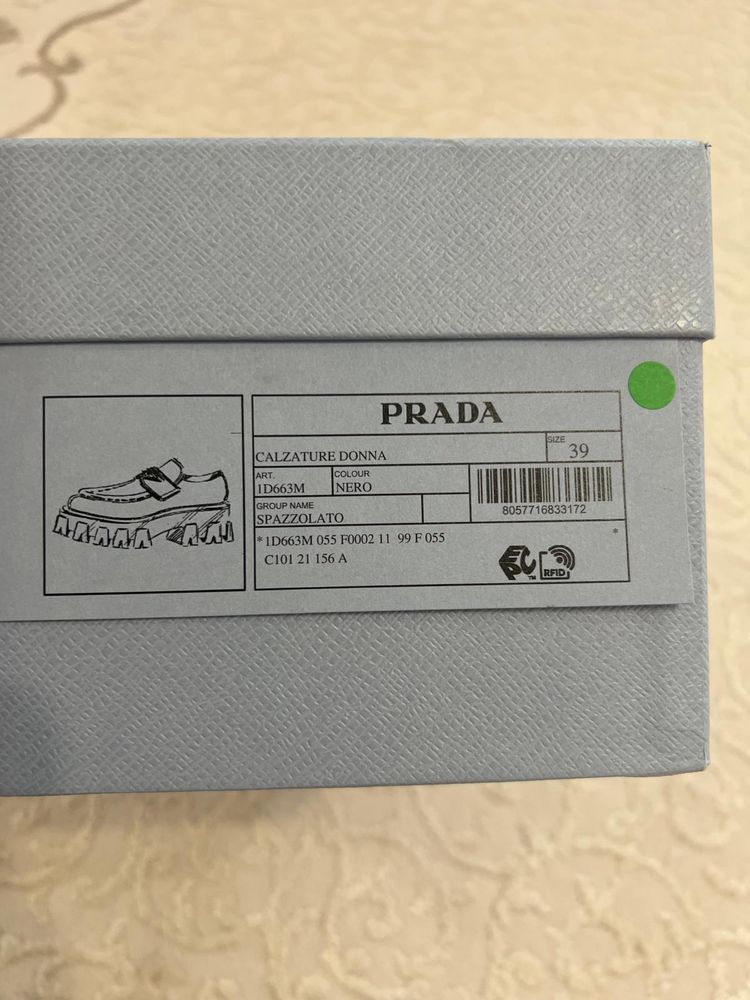 PRADA
CALZATURE DONNA
SIZE
39
ART.
1D663M
COLOUR
NERO
GROUP NAME
SPAZZOLATO
8057716833172
*1D663M 055 F0002 11 99 F 055 *
C101 21 156 A
EPC™
RFID